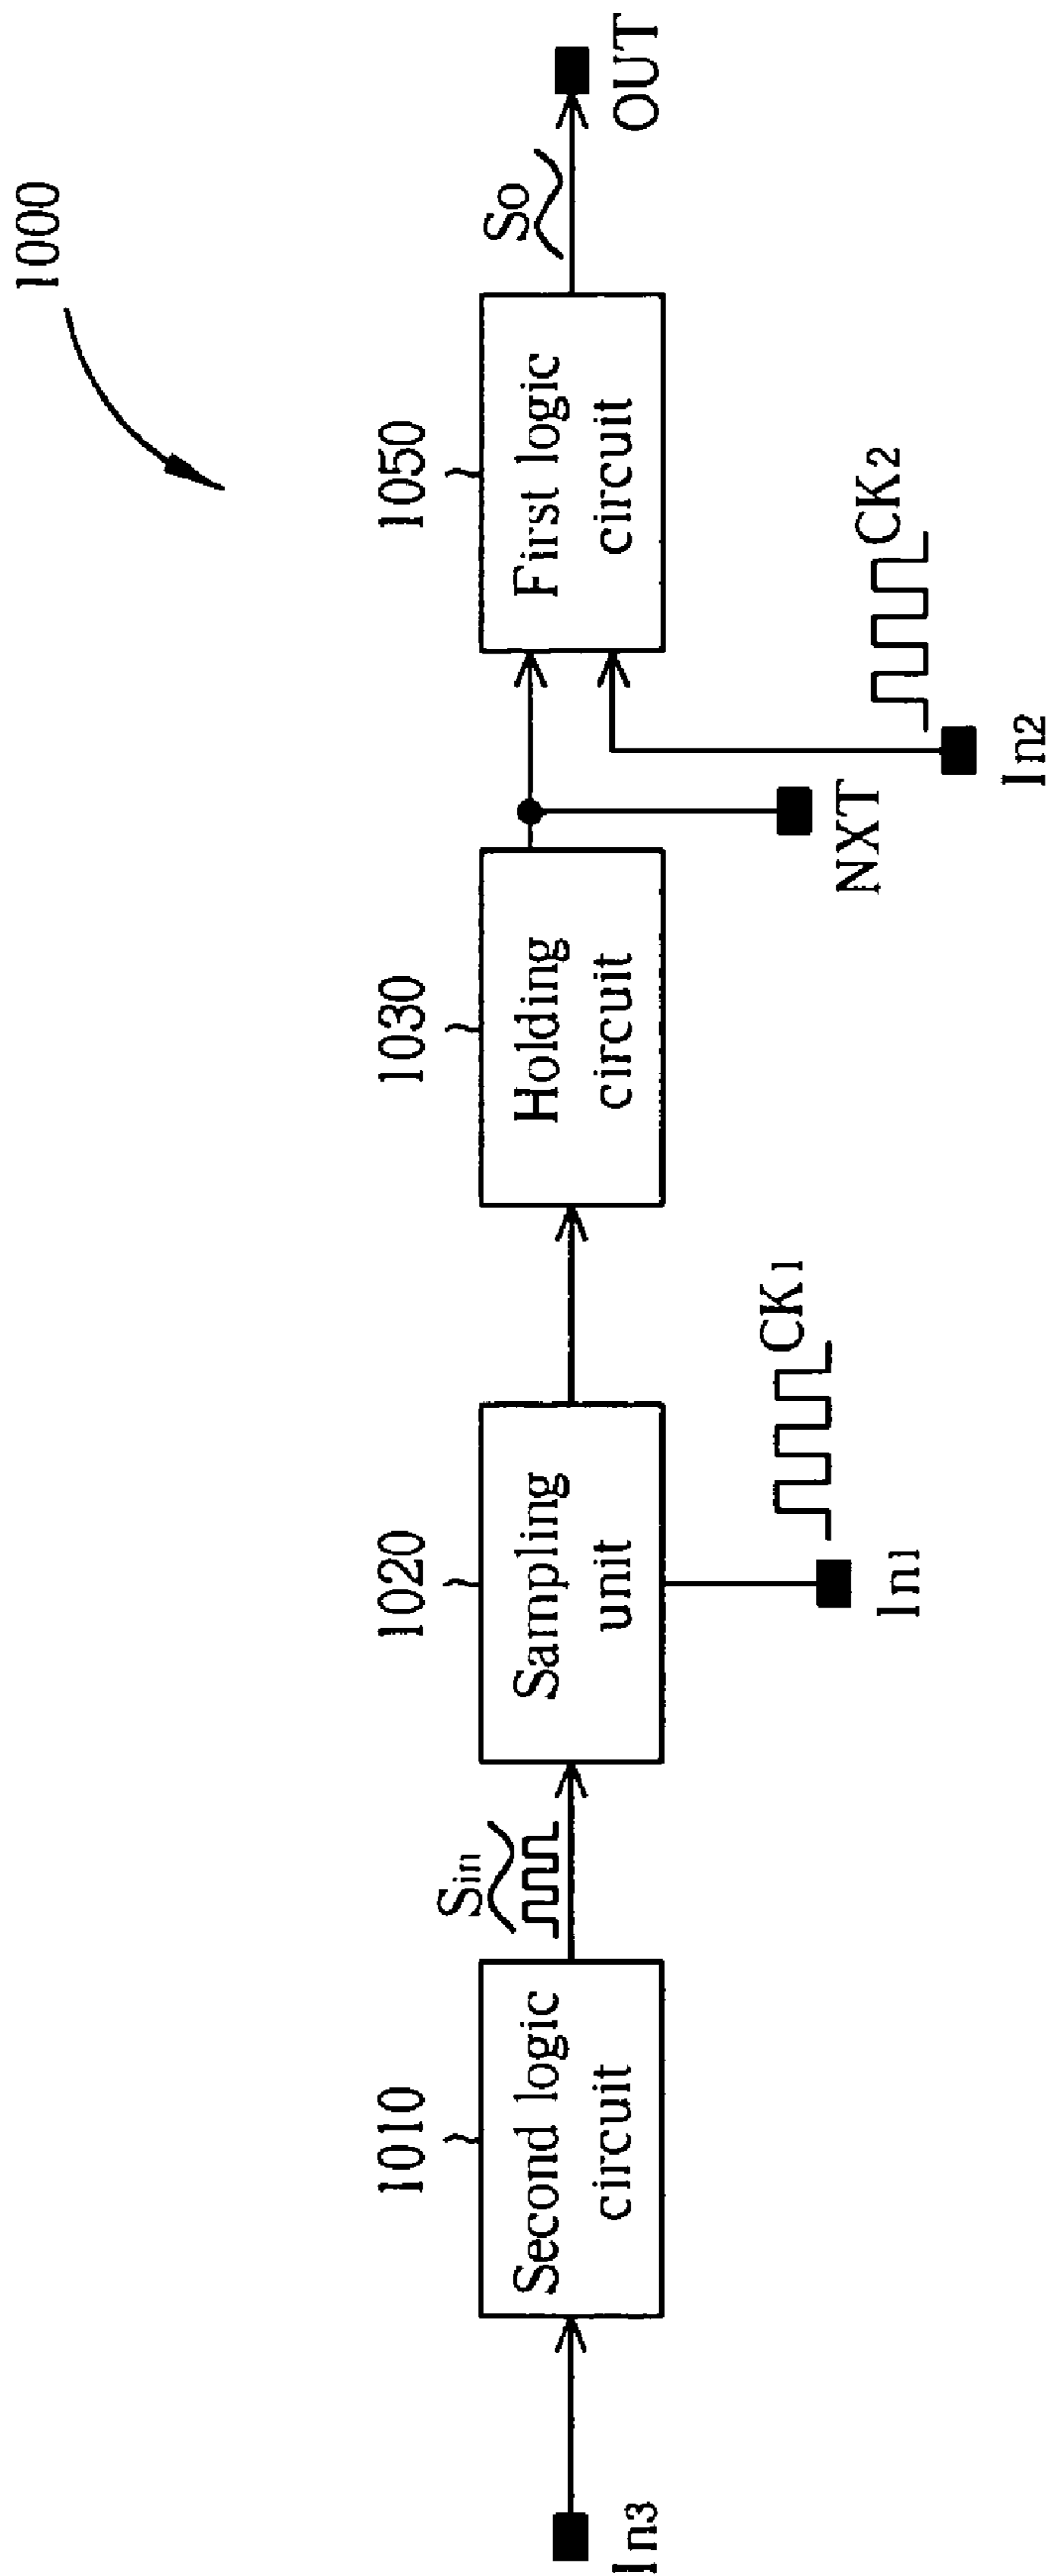 1000
1010
1020
1030
1050
Second logic
circuit
Sampling
unit
Holding
circuit
First logic
circuit
Sin
So
In3
OUT
CK1
In1
NXT
CK2
In2